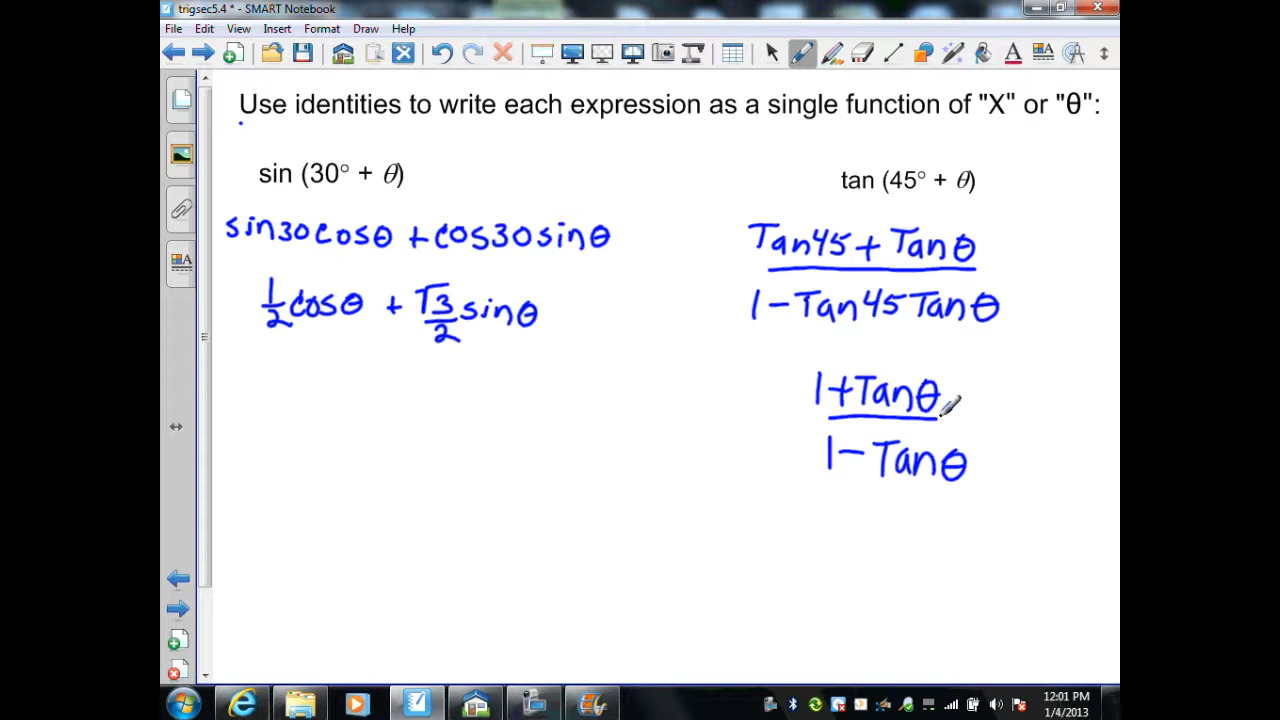 trigsec5.4 * - SMART Notebook
File Edit View Insert Format Draw Help
Use identities to write each expression as a single function of "X" or "θ":
sin (30° + θ)
sin30cosθ + cos30sinθ
1/2 cosθ + √3/2 sinθ
tan (45° + θ)
Tan45 + Tanθ
1 - Tan45 Tanθ
1 + Tanθ
1 - Tanθ
12:01 PM
1/4/2013